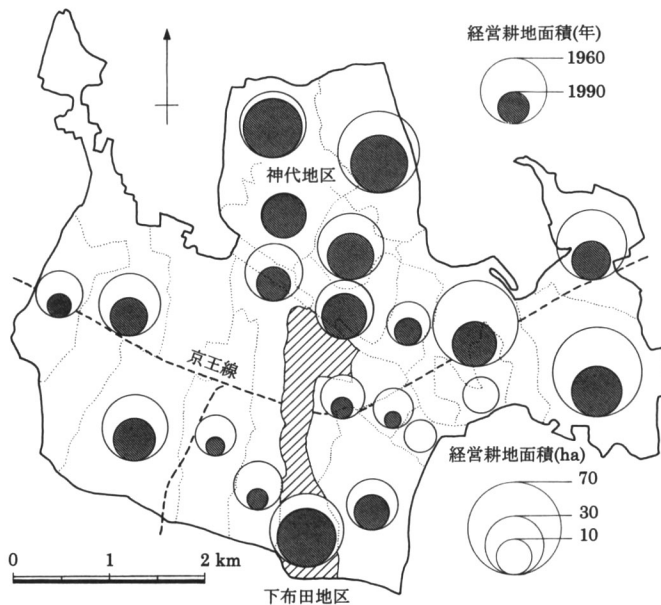 経営耕地面積(年)
1960
1990
神代地区
京王線
経営耕地面積(ha)
70
30
10
0 1 2 km
下布田地区